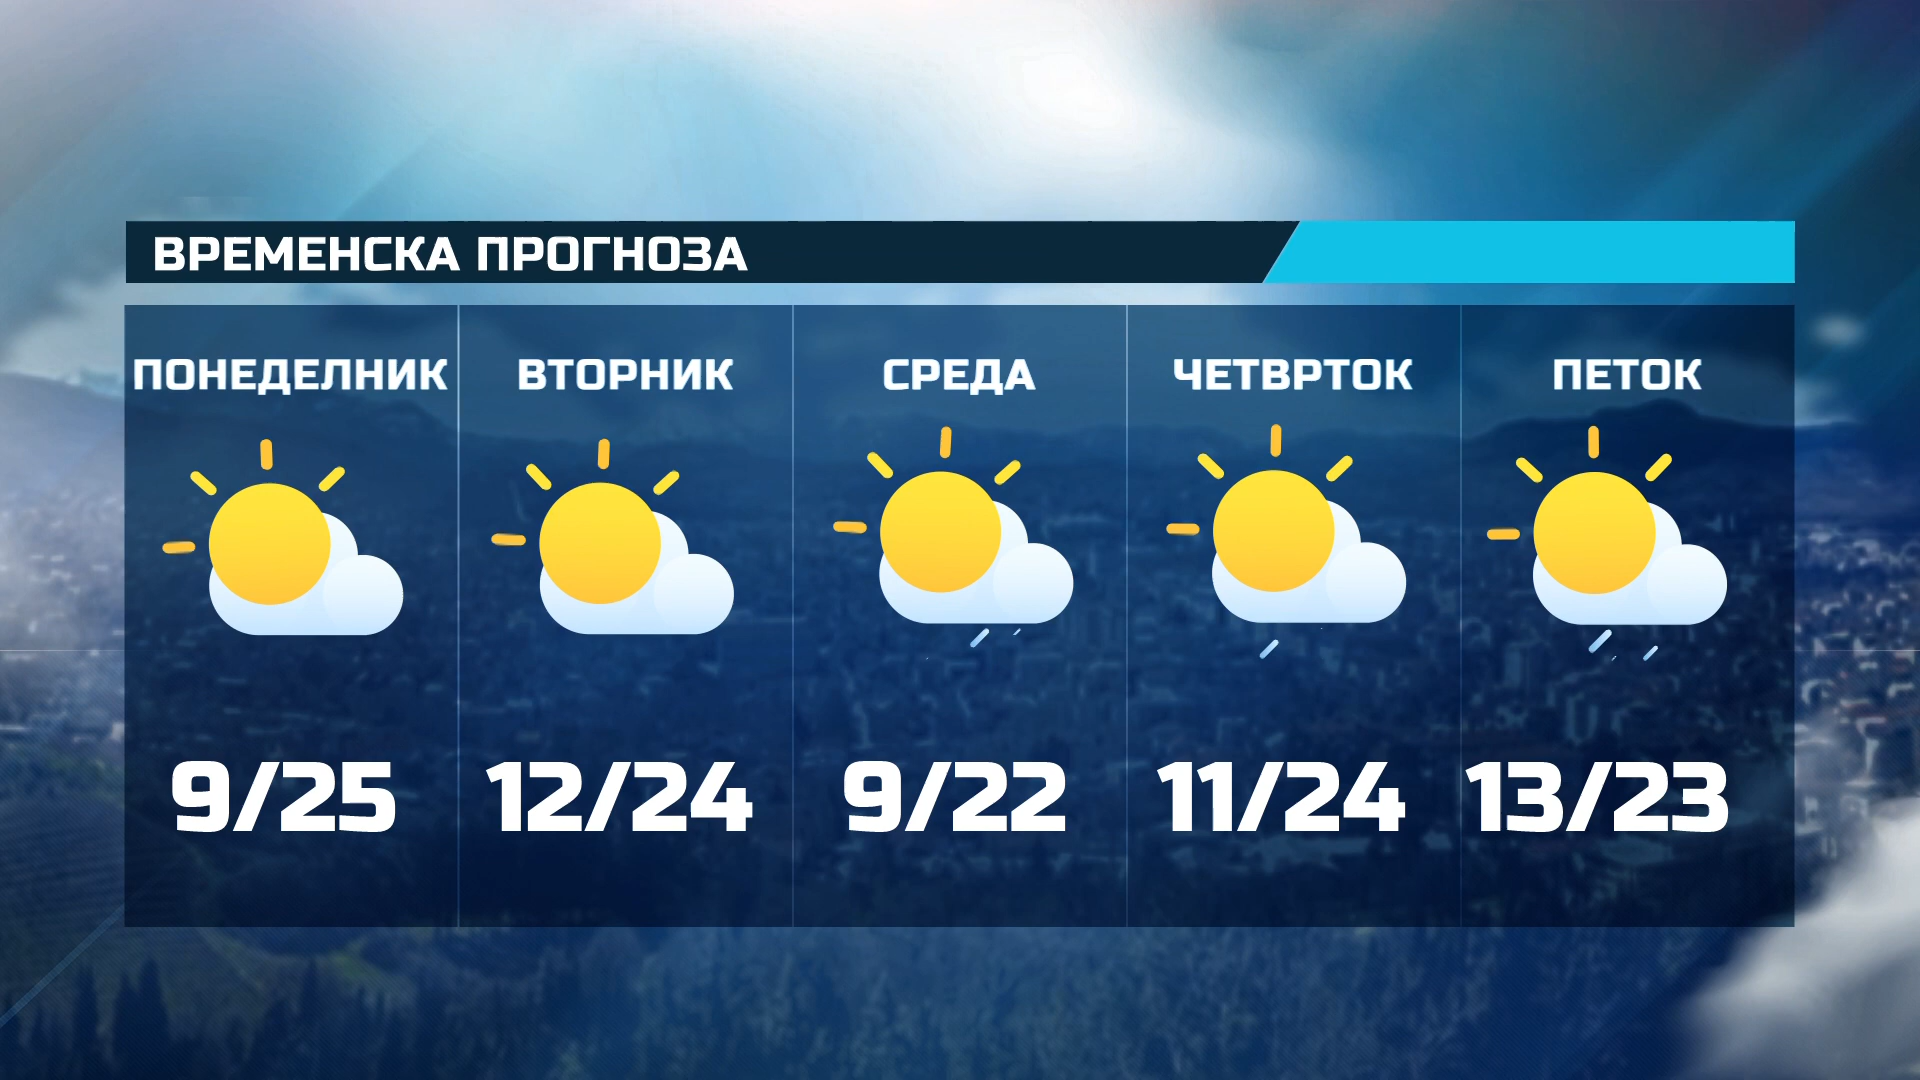 ВРЕМЕНСКА ПРОГНОЗА
ПОНЕДЕЛНИК
ВТОРНИК
СРЕДА
ЧЕТВРТОК
ПЕТОК
9/25
12/24
9/22
11/24
13/23